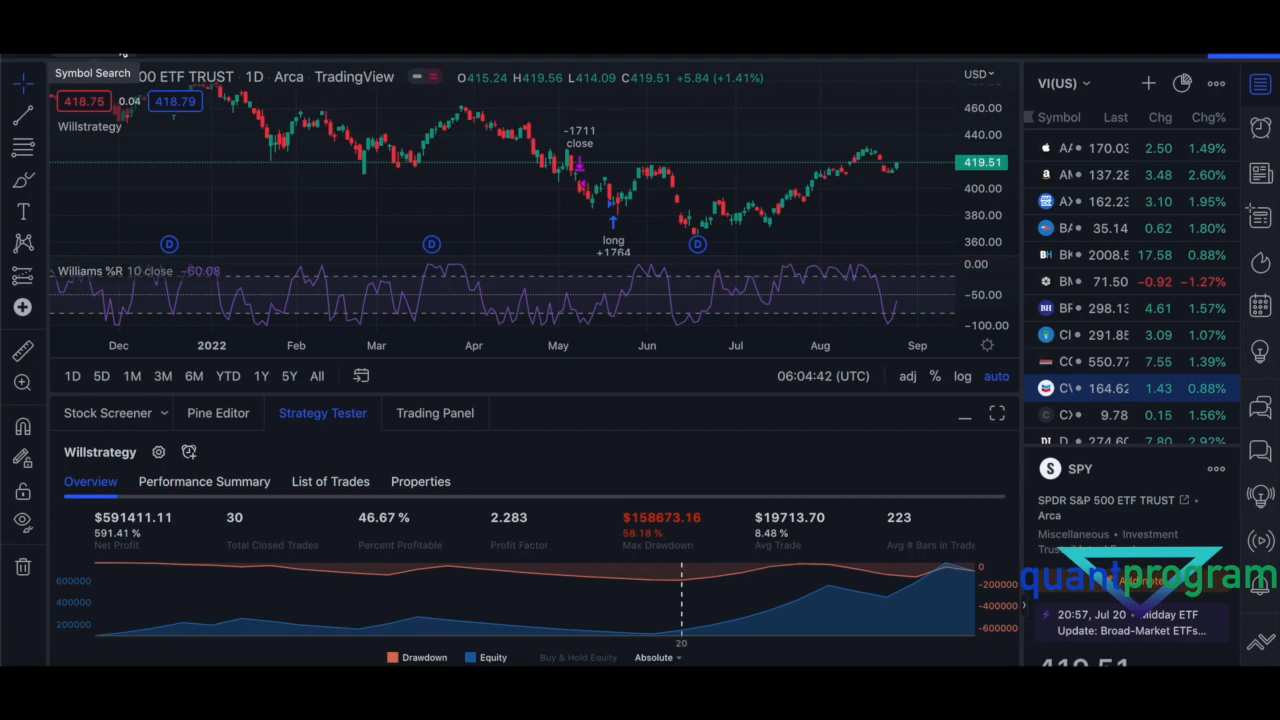 Symbol Search
00 ETF TRUST · 1D · Arca TradingView
O415.24 H419.56 L414.09 C419.51 +5.84 (+1.41%)
418.75 0.04 418.79
Willstrategy
USD
460.00
440.00
419.51
400.00
380.00
360.00
-1711
close
long
+1764
D
D
D
Williams %R 10 close -60.08
0.00
-50.00
-100.00
Dec 2022 Feb Mar Apr May Jun Jul Aug Sep
1D 5D 1M 3M 6M YTD 1Y 5Y All
06:04:42 (UTC) adj % log auto
Stock Screener Pine Editor Strategy Tester Trading Panel
Willstrategy
Overview Performance Summary List of Trades Properties
$591411.11 30 46.67 % 2.283 $158673.16 $19713.70 223
591.41 % 58.18 % 8.48 %
Net Profit Total Closed Trades Percent Profitable Profit Factor Max Drawdown Avg Trade Avg # Bars in Trade
600000
400000
200000
0
-200000
-400000
-600000
20
Drawdown Equity Buy & Hold Equity Absolute
VI(US)
Symbol Last Chg Chg%
170.03 2.50 1.49%
137.28 3.48 2.60%
162.23 3.10 1.95%
35.14 0.62 1.80%
2008.5 17.58 0.88%
71.50 -0.92 -1.27%
298.13 4.61 1.57%
291.85 3.09 1.07%
550.77 7.55 1.39%
164.62 1.43 0.88%
9.78 0.15 1.56%
274.60 7.80 2.92%
S SPY
SPDR S&P 500 ETF TRUST •
Arca
Miscellaneous • Investment
quantprogram
20:57, Jul 20 • Midday ETF
Update: Broad-Market ETFs...
419.51